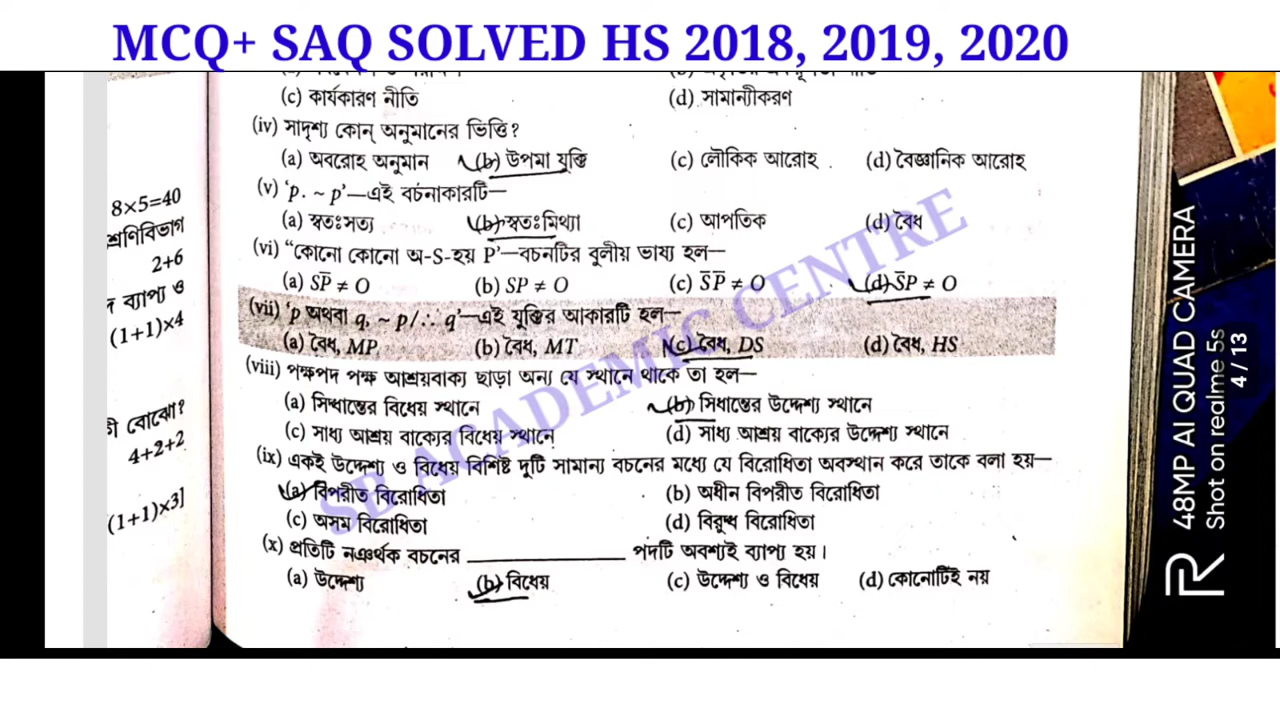 MCQ+ SAQ SOLVED HS 2018, 2019, 2020
(c) কার্যকারণ নীতি (d) সামান্যীকরণ
(iv) সাদৃশ্য কোন্ অনুমানের ভিত্তি?
(a) অবরোহ অনুমান (b) উপমা যুক্তি (c) লৌকিক আরোহ (d) বৈজ্ঞানিক আরোহ
(v) 'p. ~ p'—এই বচনাকারটি—
(a) স্বতঃসত্য (b) স্বতঃমিথ্যা (c) আপতিক (d) বৈধ
(vi) "কোনো কোনো অ-S-হয় P'—বচনটির বুলীয় ভাষ্য হল—
(a) SP̅ ≠ O (b) SP ≠ O (c) S̅P̅ ≠ O (d) S̅P ≠ O
(vii) 'p অথবা q, ~ p/∴ q'—এই যুক্তির আকারটি হল—
(a) বৈধ, MP (b) বৈধ, MT (c) বৈধ, DS (d) বৈধ, HS
(viii) পক্ষপদ পক্ষ আশ্রয়বাক্য ছাড়া অন্য যে স্থানে থাকে তা হল—
(a) সিদ্ধান্তের বিধেয় স্থানে (b) সিধান্তের উদ্দেশ্য স্থানে
(c) সাধ্য আশ্রয় বাক্যের বিধেয় স্থানে (d) সাধ্য আশ্রয় বাক্যের উদ্দেশ্য স্থানে
(ix) একই উদ্দেশ্য ও বিধেয় বিশিষ্ট দুটি সামান্য বচনের মধ্যে যে বিরোধিতা অবস্থান করে তাকে বলা হয়—
(a) বিপরীত বিরোধিতা (b) অধীন বিপরীত বিরোধিতা
(c) অসম বিরোধিতা (d) বিরুদ্ধ বিরোধিতা
(x) প্রতিটি নঞর্থক বচনের ____________ পদটি অবশ্যই ব্যাপ্য হয়।
(a) উদ্দেশ্য (b) বিধেয় (c) উদ্দেশ্য ও বিধেয় (d) কোনোটিই নয়
8×5=40
শ্রেণিবিভাগ
2+6
ব্যাপ্য ও
(1+1)×4
বোঝো?
4+2+2
(1+1)×3]
SB ACADEMIC CENTRE
48MP AI QUAD CAMERA
Shot on realme 5s
4 / 13